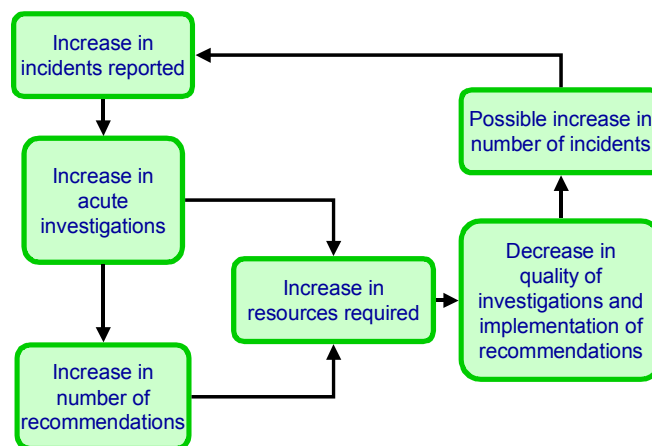 Increase in
incidents reported
Possible increase in
number of incidents
Increase in
acute
investigations
Decrease in
quality of
investigations and
implementation of
recommendations
Increase in
resources required
Increase in
number of
recommendations